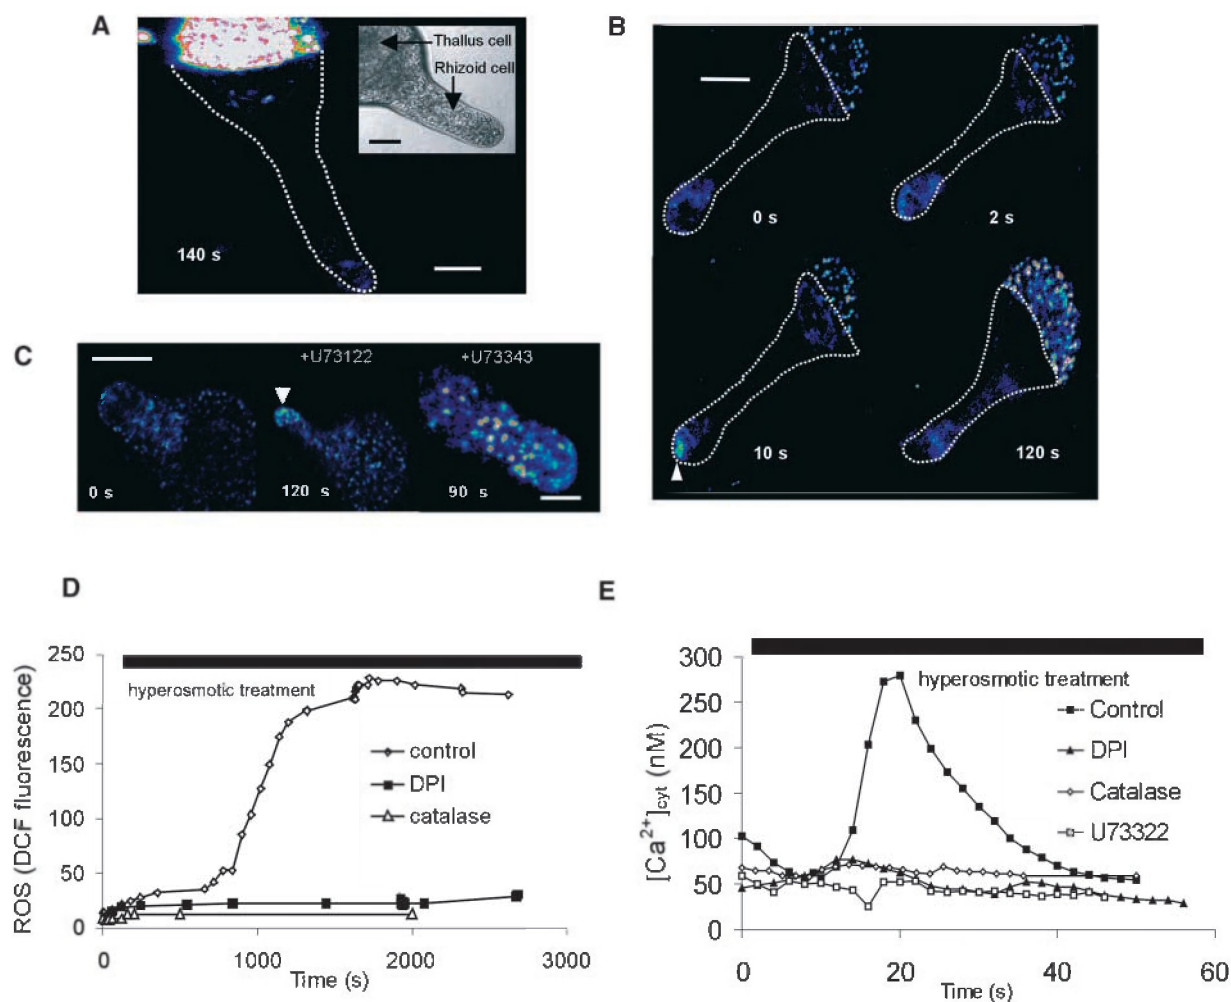 A
Thallus cell
Rhizoid cell
140 s
B
0 s
2 s
10 s
120 s
C
+U73122
+U73343
0 s
120 s
90 s
D
250
200
150
100
50
0
ROS (DCF fluorescence)
hyperosmotic treatment
control
DPI
catalase
0
1000
2000
3000
Time (s)
E
300
250
200
150
100
50
0
[Ca2+]cyt (nM)
hyperosmotic treatment
Control
DPI
Catalase
U73322
0
20
40
60
Time (s)